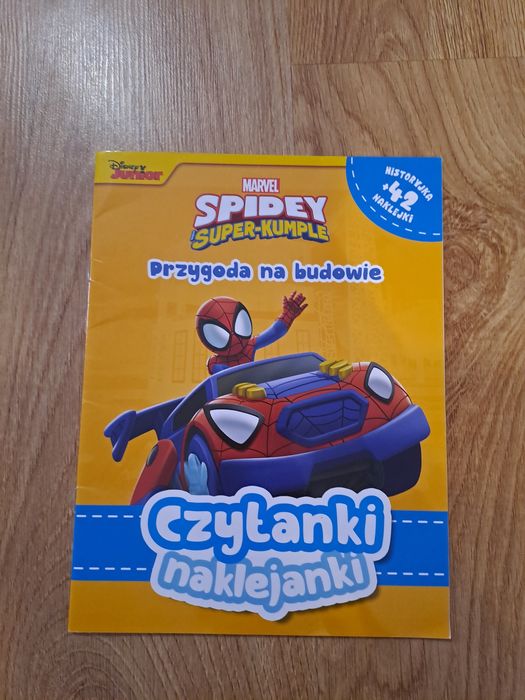 Disney
Junior
HISTORYJKA
+42
NAKLEJKI
MARVEL
SPIDEY
I SUPER-KUMPLE
Przygoda na budowie
Czytanki
naklejanki